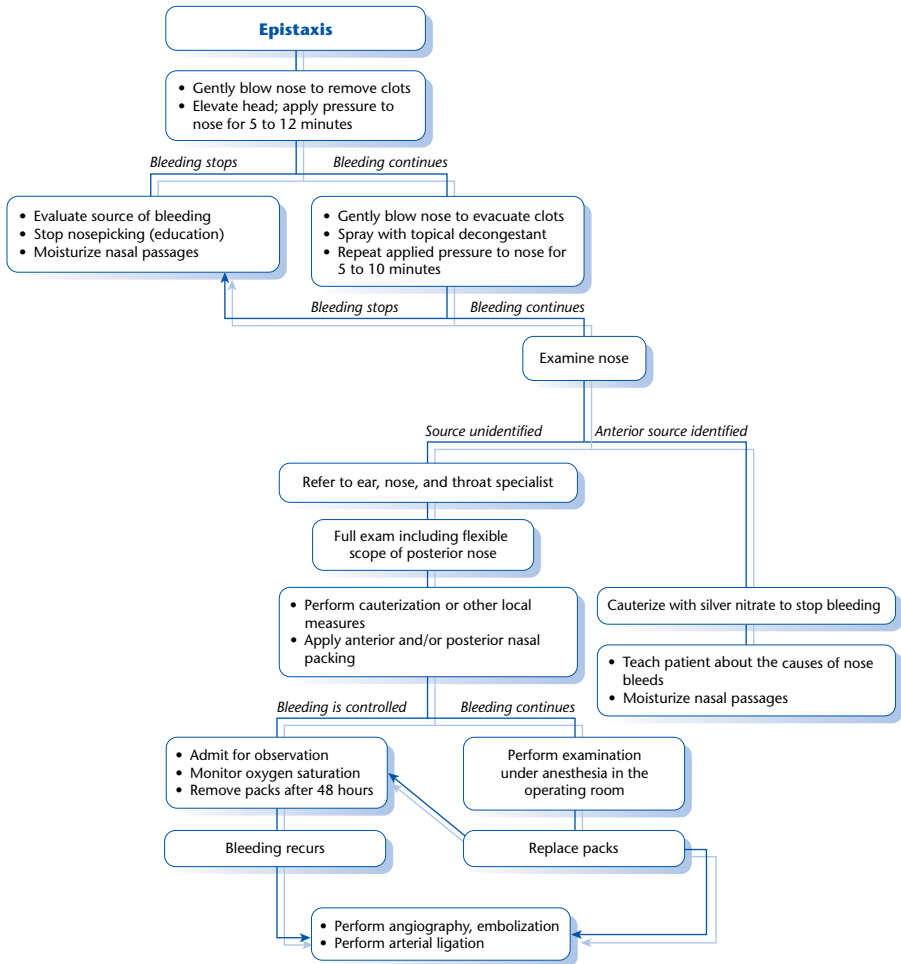 Epistaxis
• Gently blow nose to remove clots
• Elevate head; apply pressure to
nose for 5 to 12 minutes
Bleeding stops
Bleeding continues
• Evaluate source of bleeding
• Stop nosepicking (education)
• Moisturize nasal passages
• Gently blow nose to evacuate clots
• Spray with topical decongestant
• Repeat applied pressure to nose for
5 to 10 minutes
Bleeding stops
Bleeding continues
Examine nose
Source unidentified
Anterior source identified
Refer to ear, nose, and throat specialist
Full exam including flexible
scope of posterior nose
• Perform cauterization or other local
measures
• Apply anterior and/or posterior nasal
packing
Cauterize with silver nitrate to stop bleeding
• Teach patient about the causes of nose
bleeds
• Moisturize nasal passages
Bleeding is controlled
Bleeding continues
• Admit for observation
• Monitor oxygen saturation
• Remove packs after 48 hours
Perform examination
under anesthesia in the
operating room
Bleeding recurs
Replace packs
• Perform angiography, embolization
• Perform arterial ligation